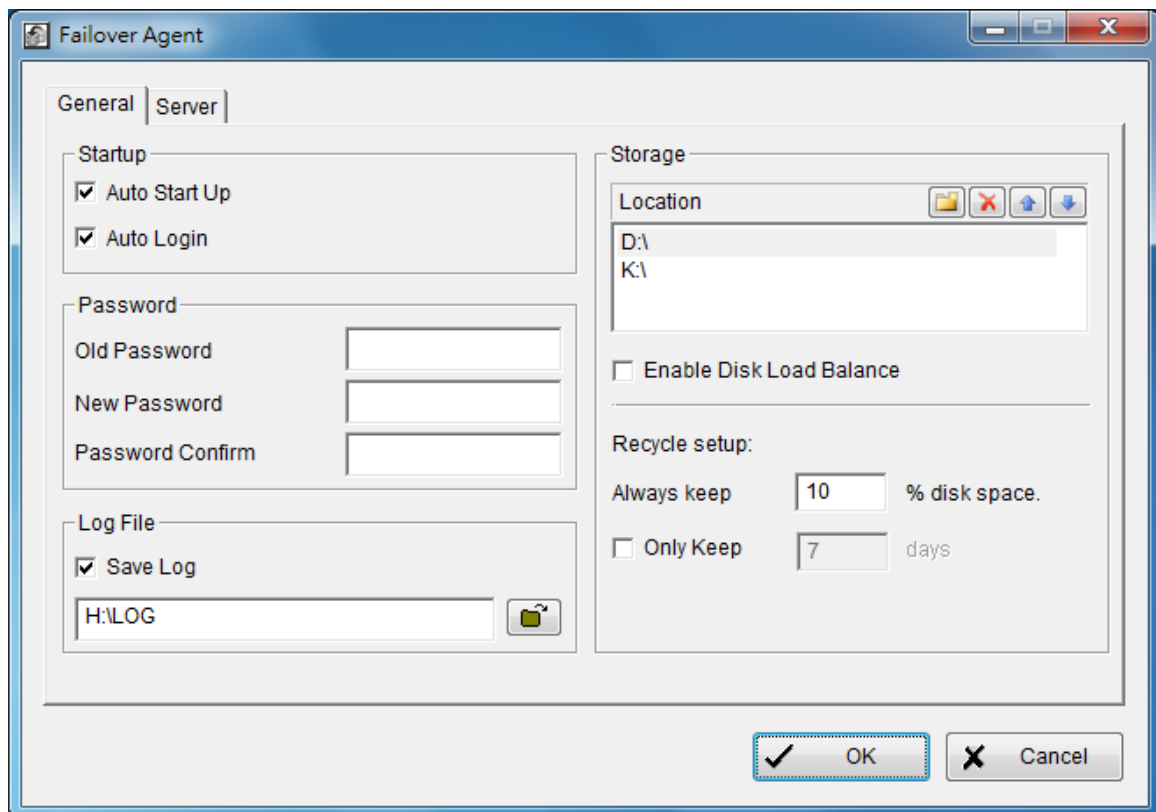 Failover Agent
General
Server
Startup
Auto Start Up
Auto Login
Password
Old Password
New Password
Password Confirm
Log File
Save Log
H:\LOG
Storage
Location
D:\
K:\
Enable Disk Load Balance
Recycle setup:
Always keep 10 % disk space.
Only Keep 7 days
OK
Cancel